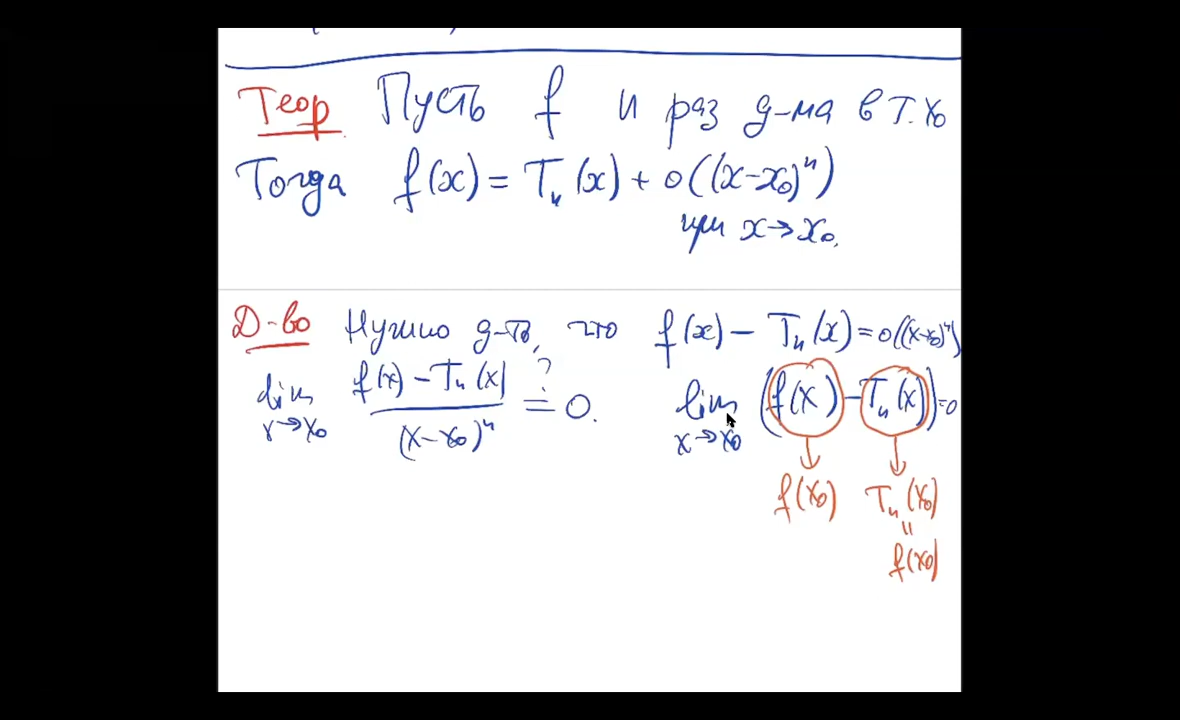 Теор Пусть f n раз д-ма в т. x₀
Тогда f(x) = Tₙ(x) + o((x-x₀)ⁿ)
при x→x₀.
Д-во Нужно д-ть, что f(x) - Tₙ(x) = o((x-x₀)ⁿ)
lim x→x₀ (f(x) - Tₙ(x))/(x-x₀)ⁿ =? 0. lim x→x₀ (f(x) - Tₙ(x)) = 0
↓ ↓
f(x₀) Tₙ(x₀)
=
f(x₀)